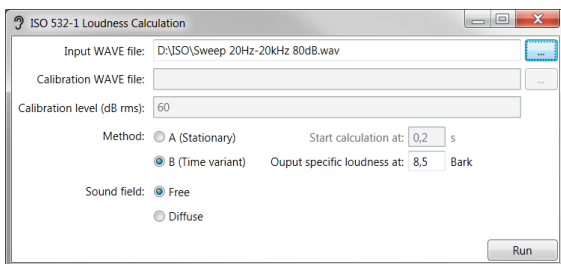 ISO 532-1 Loudness Calculation
Input WAVE file: D:\ISO\Sweep 20Hz-20kHz 80dB.wav ...
Calibration WAVE file: ...
Calibration level (dB rms): 60
Method: A (Stationary) Start calculation at: 0,2 s
B (Time variant) Ouput specific loudness at: 8,5 Bark
Sound field: Free
Diffuse
Run